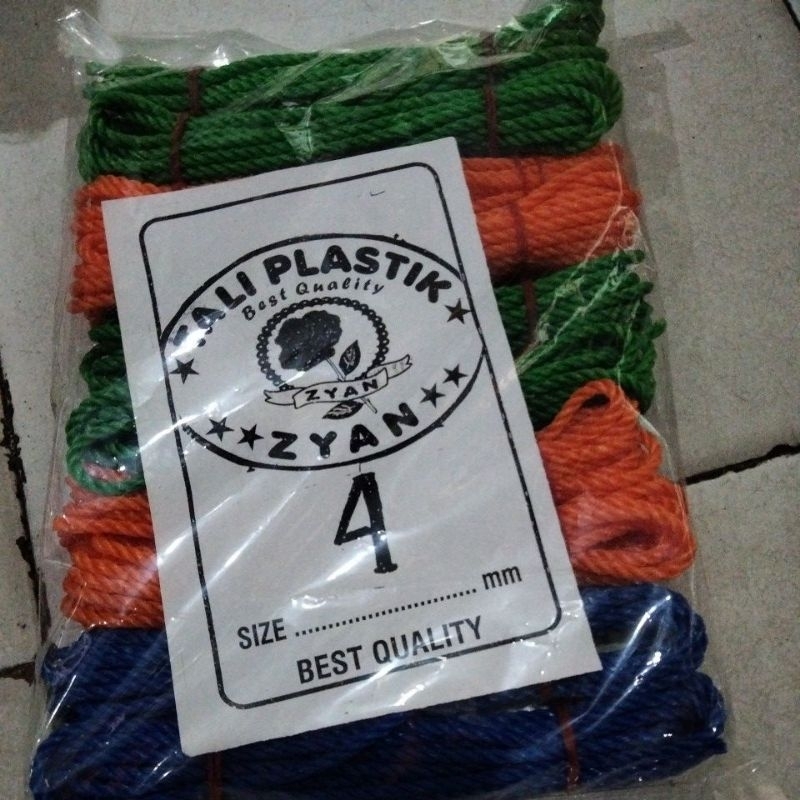 TALI PLASTIK
Best Quality
ZYAN
ZYAN
4
SIZE ............................ mm
BEST QUALITY